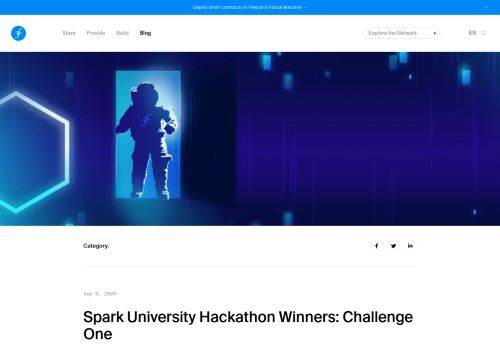 Deploy smart contracts on Filecoin's Virtual Machine →
Store Provide Build Blog Explore the Network EN
Category:
Sep 8, 2020
Spark University Hackathon Winners: Challenge
One